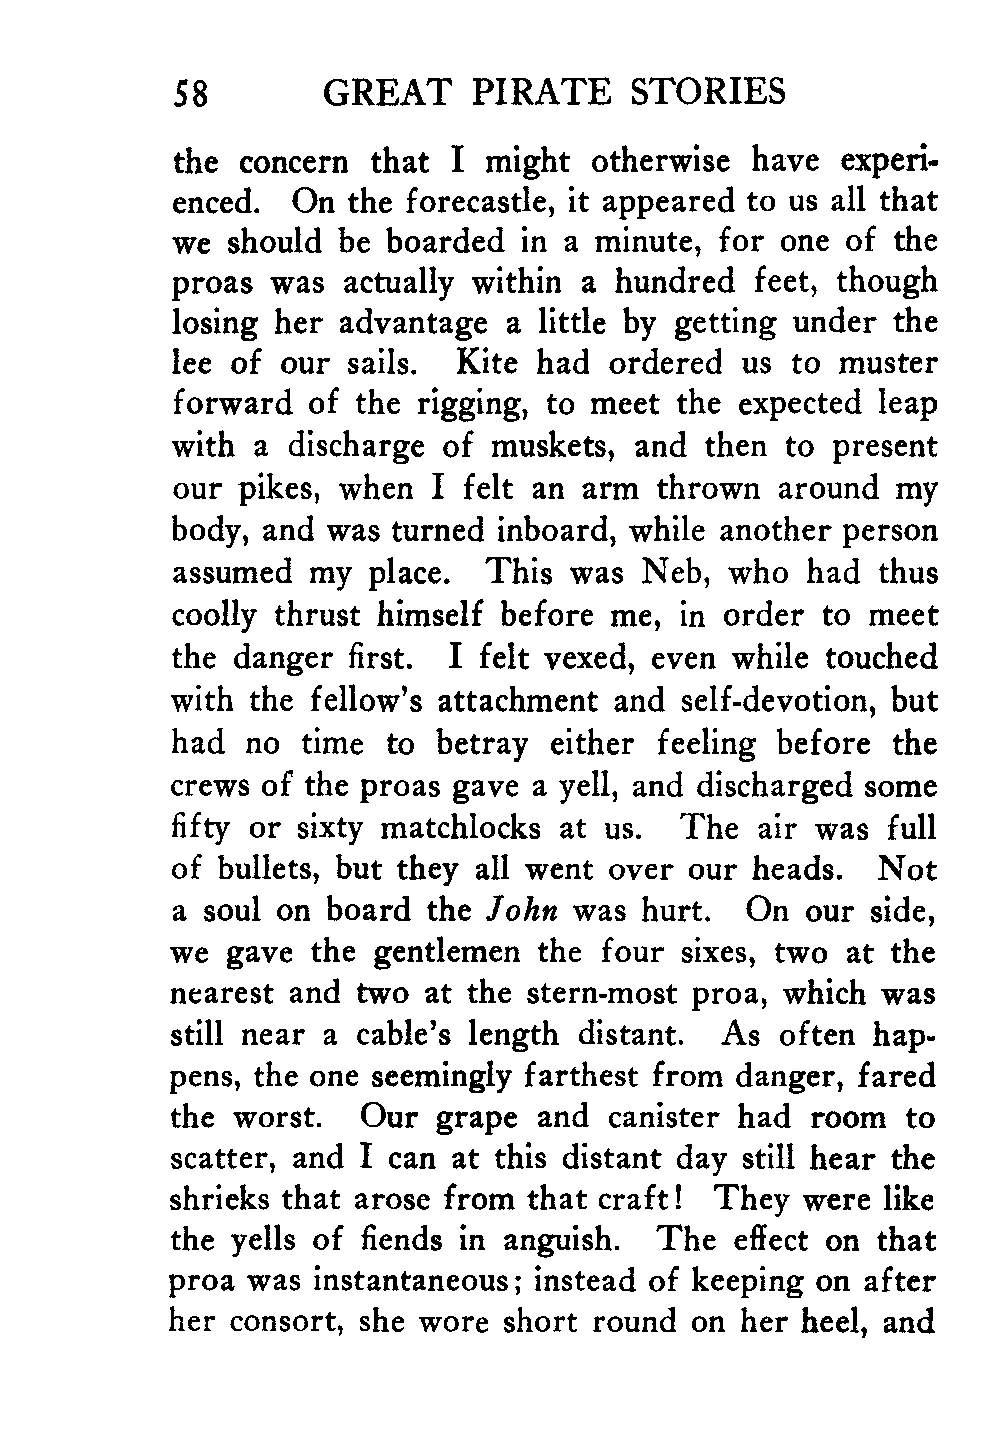 58 GREAT PIRATE STORIES
the concern that I might otherwise have experi-
enced. On the forecastle, it appeared to us all that
we should be boarded in a minute, for one of the
proas was actually within a hundred feet, though
losing her advantage a little by getting under the
lee of our sails. Kite had ordered us to muster
forward of the rigging, to meet the expected leap
with a discharge of muskets, and then to present
our pikes, when I felt an arm thrown around my
body, and was turned inboard, while another person
assumed my place. This was Neb, who had thus
coolly thrust himself before me, in order to meet
the danger first. I felt vexed, even while touched
with the fellow's attachment and self-devotion, but
had no time to betray either feeling before the
crews of the proas gave a yell, and discharged some
fifty or sixty matchlocks at us. The air was full
of bullets, but they all went over our heads. Not
a soul on board the John was hurt. On our side,
we gave the gentlemen the four sixes, two at the
nearest and two at the stern-most proa, which was
still near a cable's length distant. As often hap-
pens, the one seemingly farthest from danger, fared
the worst. Our grape and canister had room to
scatter, and I can at this distant day still hear the
shrieks that arose from that craft! They were like
the yells of fiends in anguish. The effect on that
proa was instantaneous; instead of keeping on after
her consort, she wore short round on her heel, and